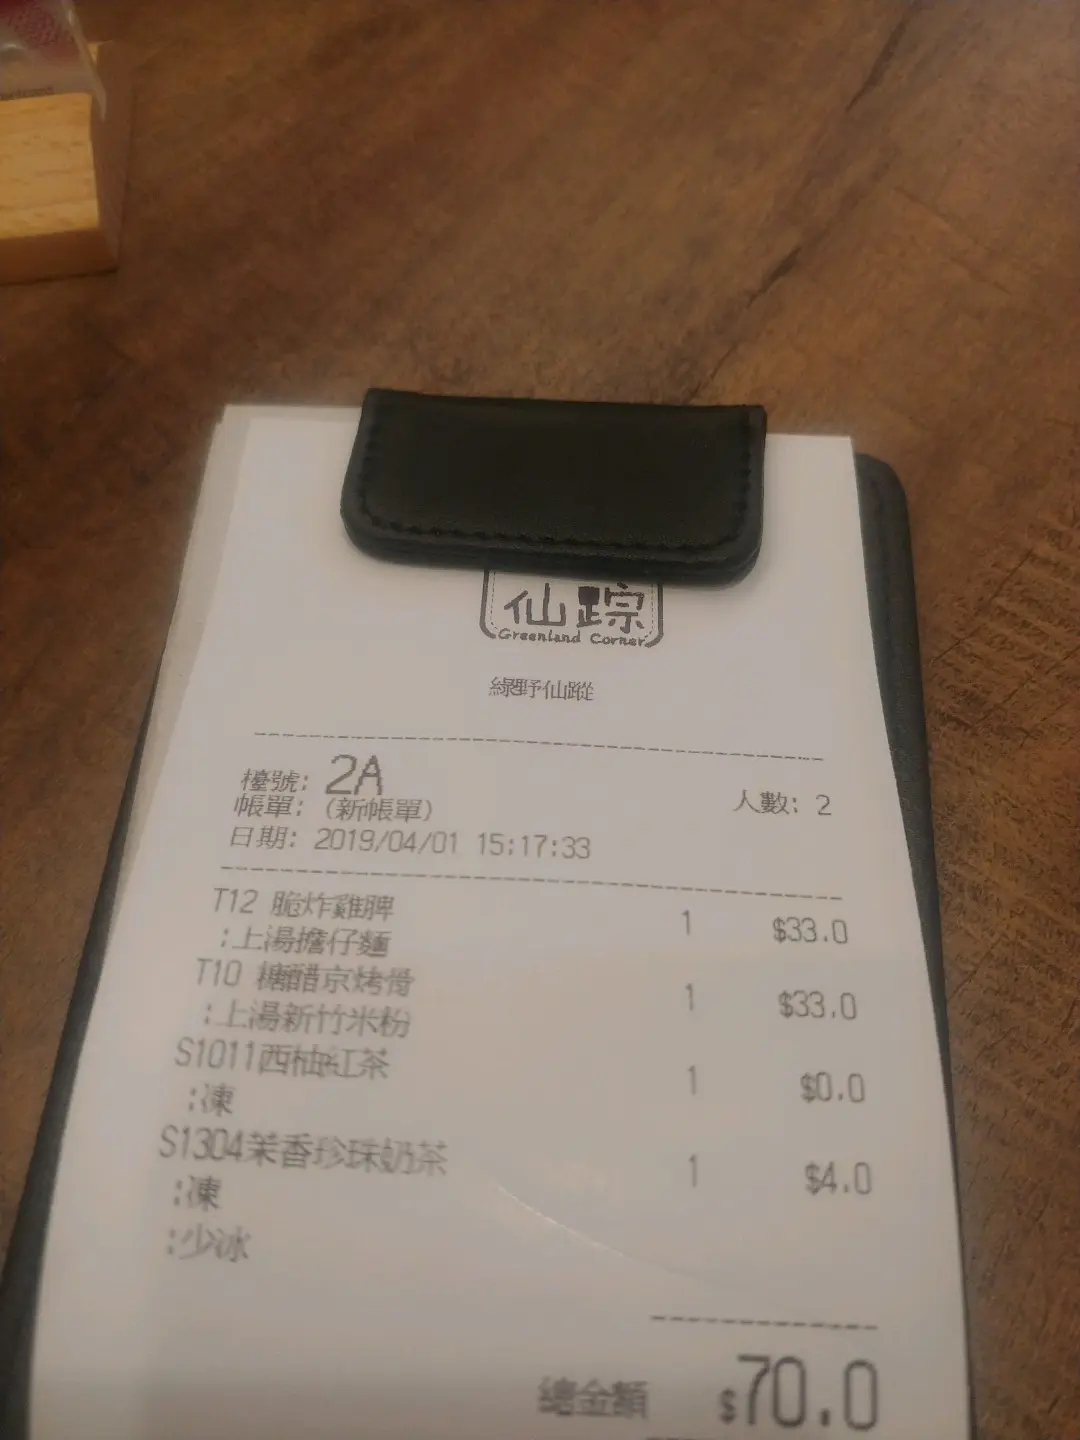 仙踪
Greenland Corner
綠野仙蹤
檯號: 2A
人數: 2
帳單: (新帳單)
日期: 2019/04/01 15:17:33
T12 脆炸雞髀 1 $33.0
:上湯擔仔麵
T10 糖醋京烤骨 1 $33.0
:上湯新竹米粉
S1011西柚紅茶 1 $0.0
:凍
S1304茉香珍珠奶茶 1 $4.0
:凍
:少冰
總金額 $70.0